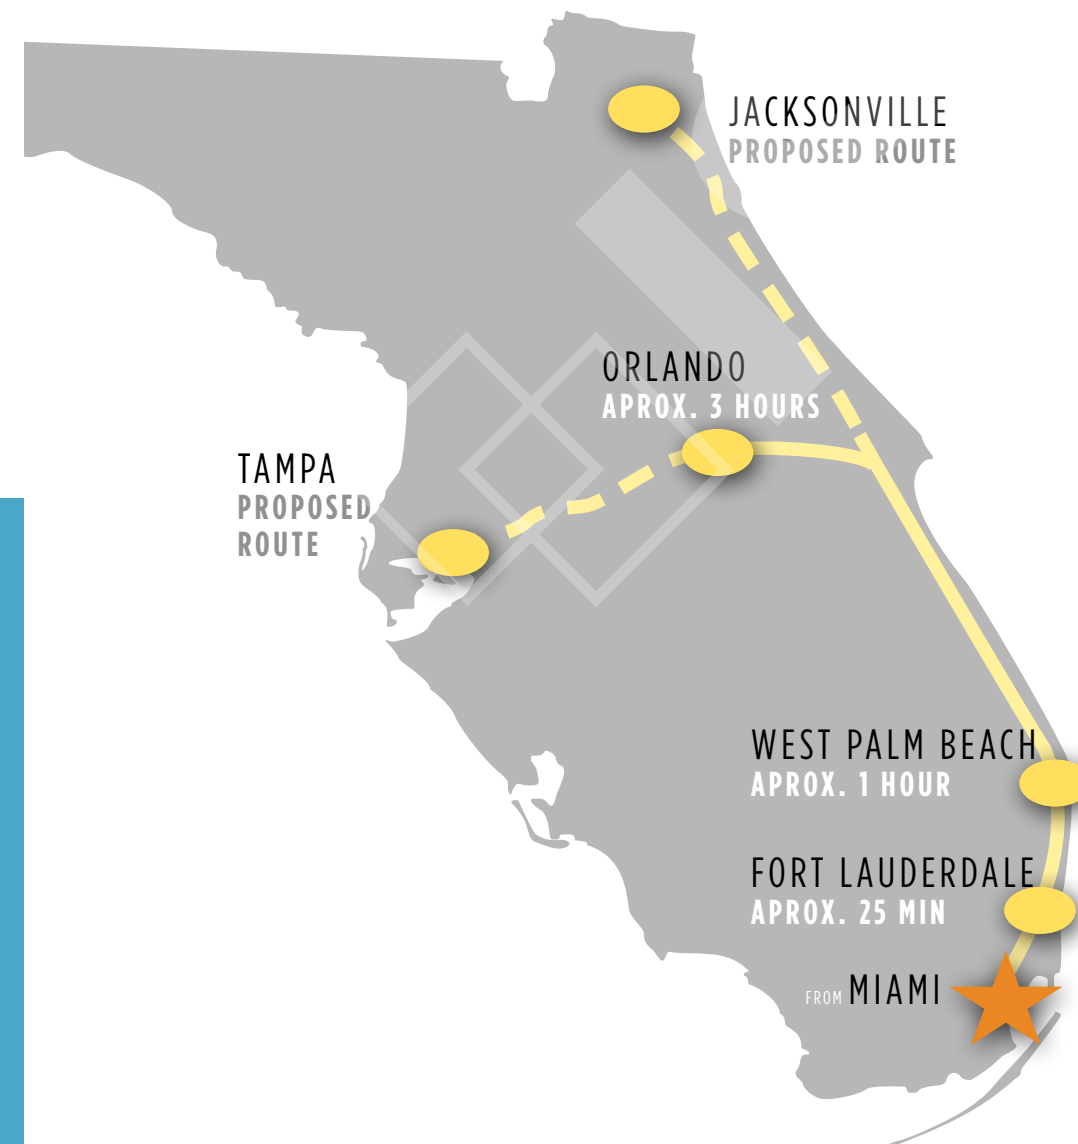 JACKSONVILLE
PROPOSED ROUTE
ORLANDO
APROX. 3 HOURS
TAMPA
PROPOSED
ROUTE
WEST PALM BEACH
APROX. 1 HOUR
FORT LAUDERDALE
APROX. 25 MIN
FROM MIAMI